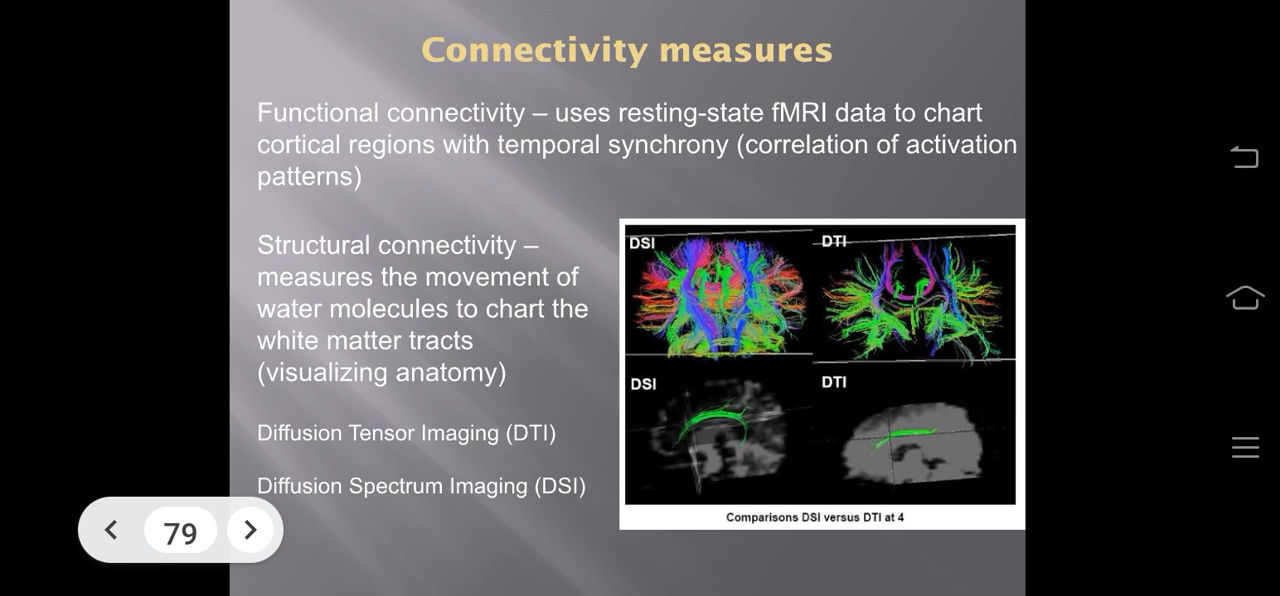 Connectivity measures
Functional connectivity – uses resting-state fMRI data to chart
cortical regions with temporal synchrony (correlation of activation
patterns)
Structural connectivity –
measures the movement of
water molecules to chart the
white matter tracts
(visualizing anatomy)
Diffusion Tensor Imaging (DTI)
Diffusion Spectrum Imaging (DSI)
DSI
DTI
DSI
DTI
Comparisons DSI versus DTI at 4
79